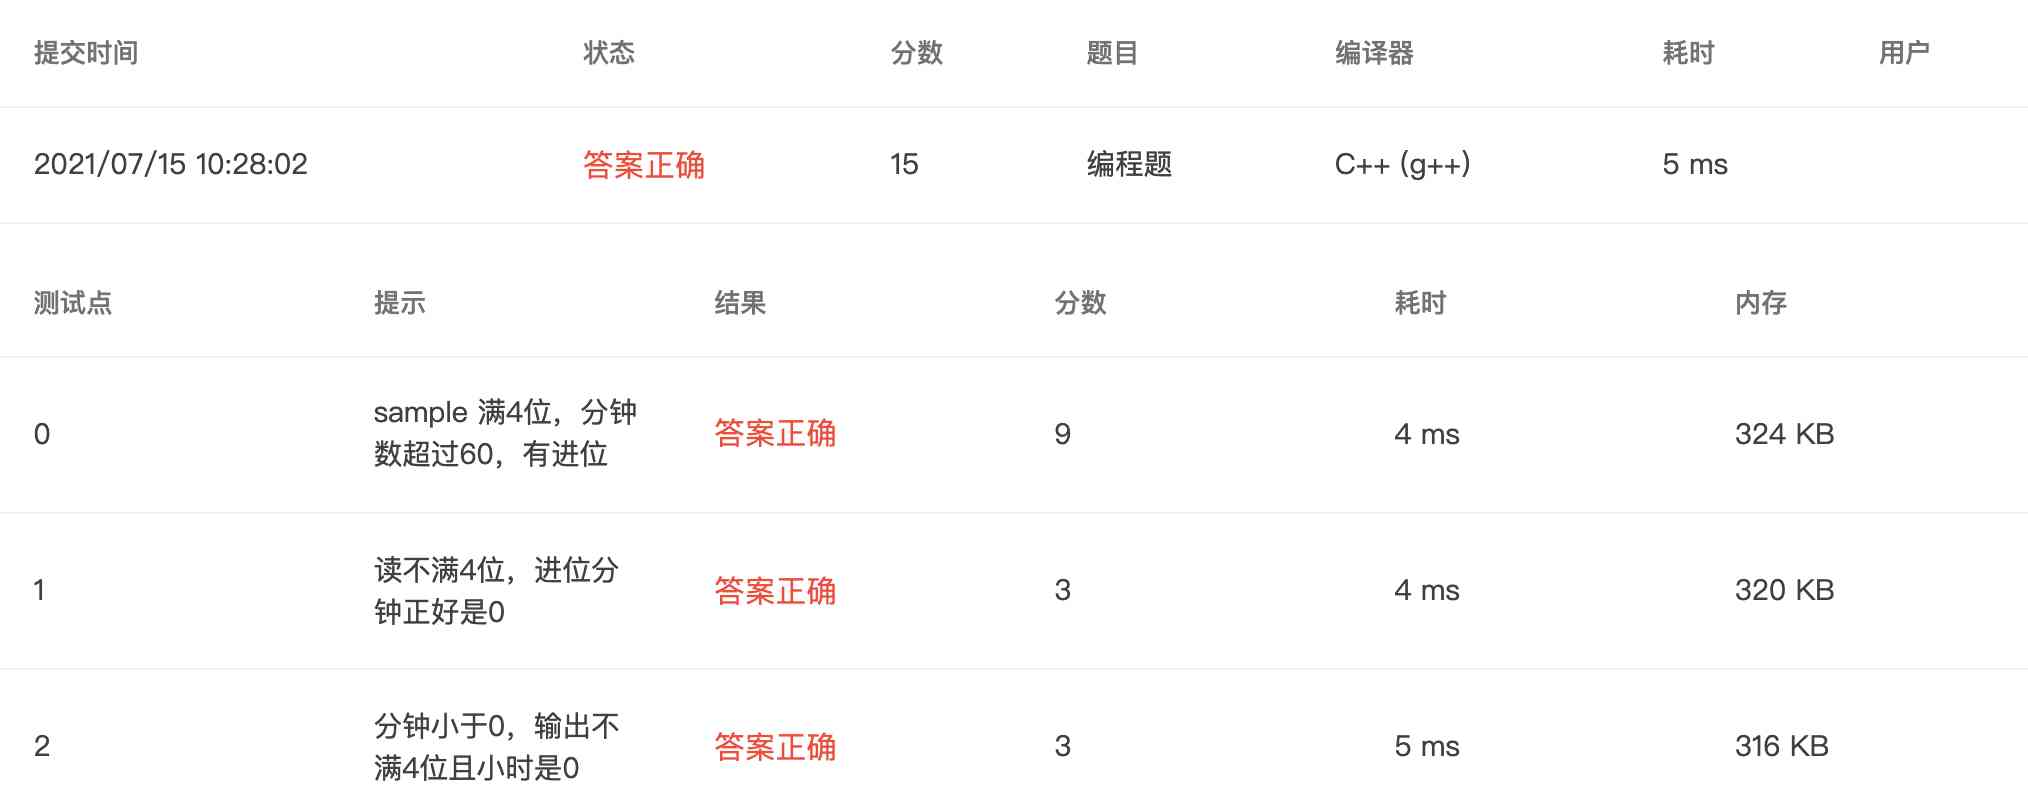 提交时间 状态 分数 题目 编译器 耗时 用户
2021/07/15 10:28:02 答案正确 15 编程题 C++ (g++) 5 ms
测试点 提示 结果 分数 耗时 内存
0 sample 满4位，分钟数超过60，有进位 答案正确 9 4 ms 324 KB
1 读不满4位，进位分钟正好是0 答案正确 3 4 ms 320 KB
2 分钟小于0，输出不满4位且小时是0 答案正确 3 5 ms 316 KB